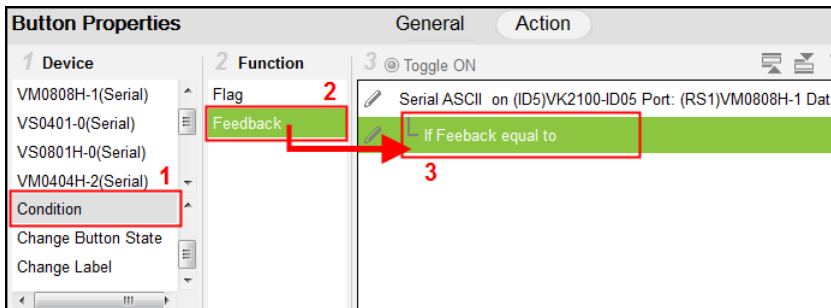 Button Properties
General
Action
1 Device
2 Function
3 Toggle ON
VM0808H-1(Serial)
VS0401-0(Serial)
VS0801H-0(Serial)
VM0404H-2(Serial)
1
Condition
Change Button State
Change Label
Flag
2
Feedback
Serial ASCII on (ID5)VK2100-ID05 Port: (RS1)VM0808H-1 Dat
If Feeback equal to
3